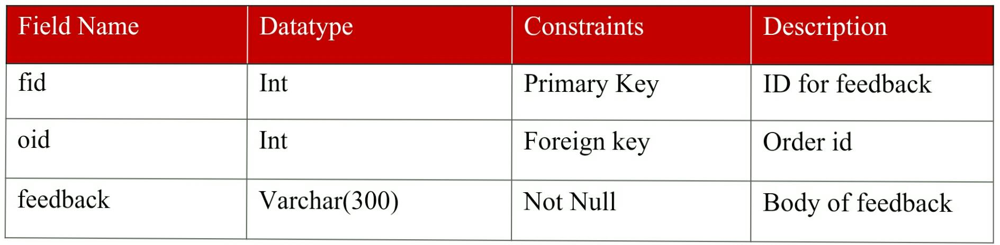 Field Name Datatype Constraints Description
fid Int Primary Key ID for feedback
oid Int Foreign key Order id
feedback Varchar(300) Not Null Body of feedback